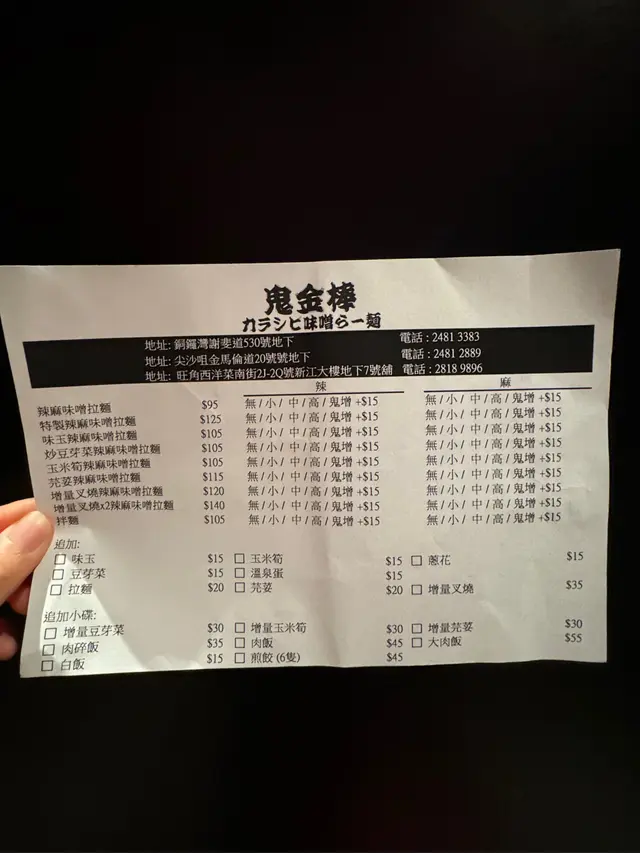 鬼金棒
カラシビ味噌らー麺
地址: 銅鑼灣謝斐道530號地下 電話 : 2481 3383
地址: 尖沙咀金馬倫道20號號地下 電話 : 2481 2889
地址: 旺角西洋菜南街2J-2Q號新江大樓地下7號舖 電話 : 2818 9896
辣 麻
辣麻味噌拉麵 $95 無 / 小 / 中 / 高 / 鬼增 +$15 無 / 小 / 中 / 高 / 鬼增 +$15
特製辣麻味噌拉麵 $125 無 / 小 / 中 / 高 / 鬼增 +$15 無 / 小 / 中 / 高 / 鬼增 +$15
味玉辣麻味噌拉麵 $105 無 / 小 / 中 / 高 / 鬼增 +$15 無 / 小 / 中 / 高 / 鬼增 +$15
炒豆芽菜辣麻味噌拉麵 $105 無 / 小 / 中 / 高 / 鬼增 +$15 無 / 小 / 中 / 高 / 鬼增 +$15
玉米筍辣麻味噌拉麵 $105 無 / 小 / 中 / 高 / 鬼增 +$15 無 / 小 / 中 / 高 / 鬼增 +$15
芫荽辣麻味噌拉麵 $115 無 / 小 / 中 / 高 / 鬼增 +$15 無 / 小 / 中 / 高 / 鬼增 +$15
增量叉燒辣麻味噌拉麵 $120 無 / 小 / 中 / 高 / 鬼增 +$15 無 / 小 / 中 / 高 / 鬼增 +$15
增量叉燒x2辣麻味噌拉麵 $140 無 / 小 / 中 / 高 / 鬼增 +$15 無 / 小 / 中 / 高 / 鬼增 +$15
拌麵 $105 無 / 小 / 中 / 高 / 鬼增 +$15 無 / 小 / 中 / 高 / 鬼增 +$15
追加:
味玉 $15 玉米筍 $15 蔥花 $15
豆芽菜 $15 溫泉蛋 $15
拉麵 $20 芫荽 $20 增量叉燒 $35
追加小碟:
增量豆芽菜 $30 增量玉米筍 $30 增量芫荽 $30
肉碎飯 $35 肉飯 $45 大肉飯 $55
白飯 $15 煎餃 (6隻) $45